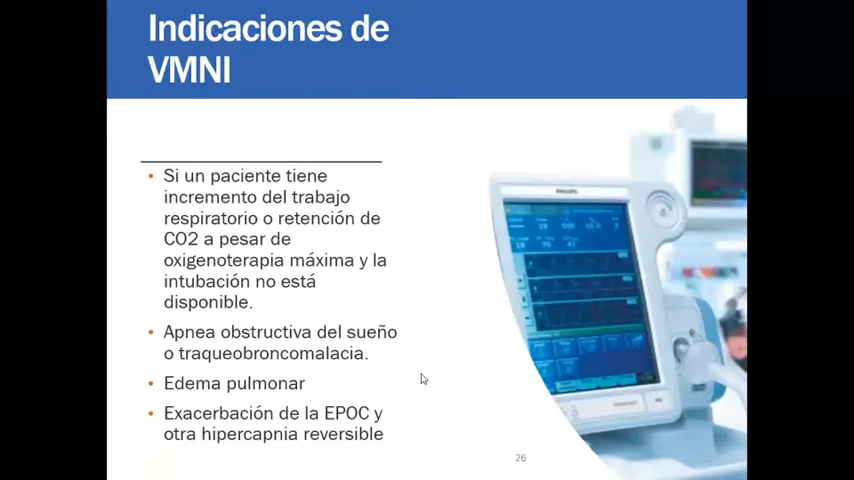 Indicaciones de
VMNI
• Si un paciente tiene
incremento del trabajo
respiratorio o retención de
CO2 a pesar de
oxigenoterapia máxima y la
intubación no está
disponible.
• Apnea obstructiva del sueño
o traqueobroncomalacia.
• Edema pulmonar
• Exacerbación de la EPOC y
otra hipercapnia reversible
PHILIPS
26